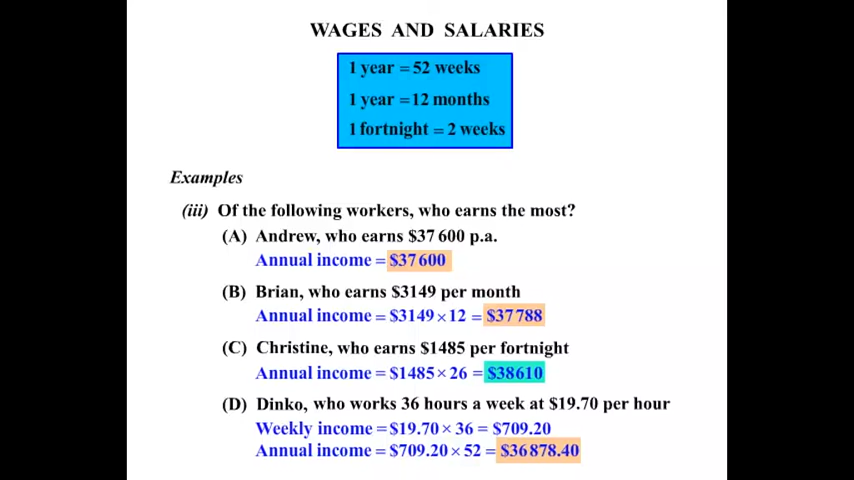 WAGES AND SALARIES
1 year = 52 weeks
1 year = 12 months
1 fortnight = 2 weeks
Examples
(iii) Of the following workers, who earns the most?
(A) Andrew, who earns $37 600 p.a.
Annual income = $37 600
(B) Brian, who earns $3149 per month
Annual income = $3149 × 12 = $37 788
(C) Christine, who earns $1485 per fortnight
Annual income = $1485 × 26 = $38 610
(D) Dinko, who works 36 hours a week at $19.70 per hour
Weekly income = $19.70 × 36 = $709.20
Annual income = $709.20 × 52 = $36 878.40